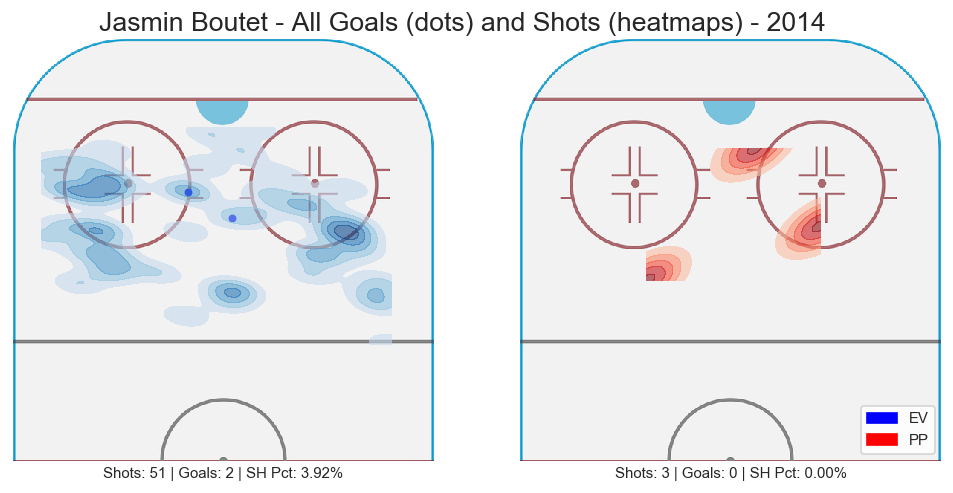 Jasmin Boutet - All Goals (dots) and Shots (heatmaps) - 2014
EV
PP
Shots: 51 | Goals: 2 | SH Pct: 3.92%
Shots: 3 | Goals: 0 | SH Pct: 0.00%